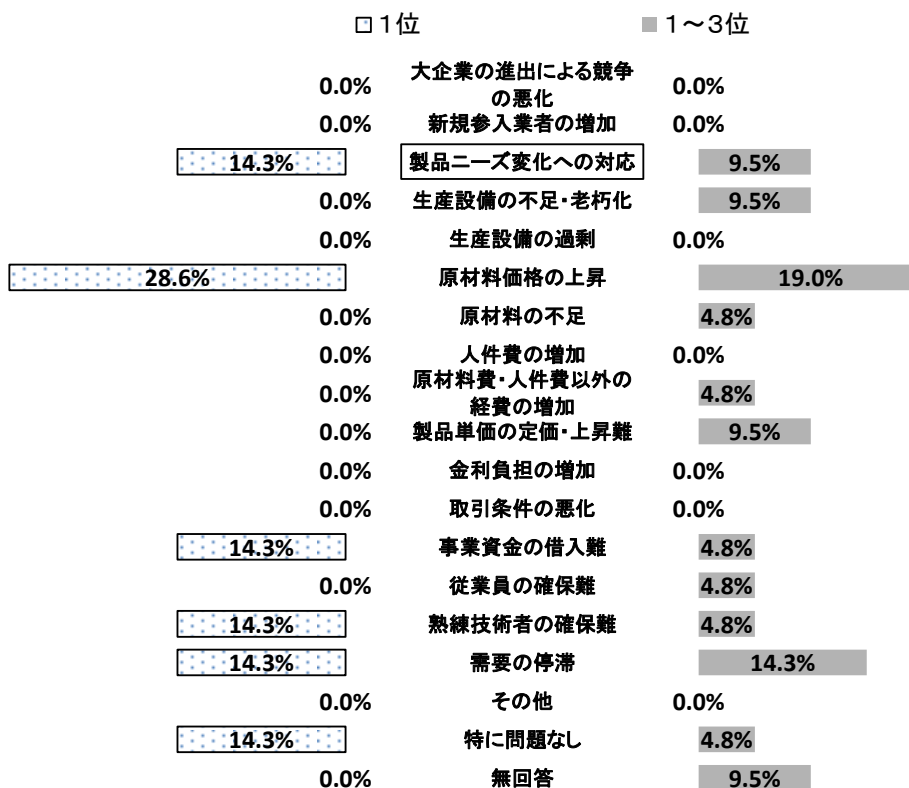 １位 １～３位
0.0% 大企業の進出による競争の悪化 0.0%
0.0% 新規参入業者の増加 0.0%
14.3% 製品ニーズ変化への対応 9.5%
0.0% 生産設備の不足・老朽化 9.5%
0.0% 生産設備の過剰 0.0%
28.6% 原材料価格の上昇 19.0%
0.0% 原材料の不足 4.8%
0.0% 人件費の増加 0.0%
0.0% 原材料費・人件費以外の経費の増加 4.8%
0.0% 製品単価の定価・上昇難 9.5%
0.0% 金利負担の増加 0.0%
0.0% 取引条件の悪化 0.0%
14.3% 事業資金の借入難 4.8%
0.0% 従業員の確保難 4.8%
14.3% 熟練技術者の確保難 4.8%
14.3% 需要の停滞 14.3%
0.0% その他 0.0%
14.3% 特に問題なし 4.8%
0.0% 無回答 9.5%